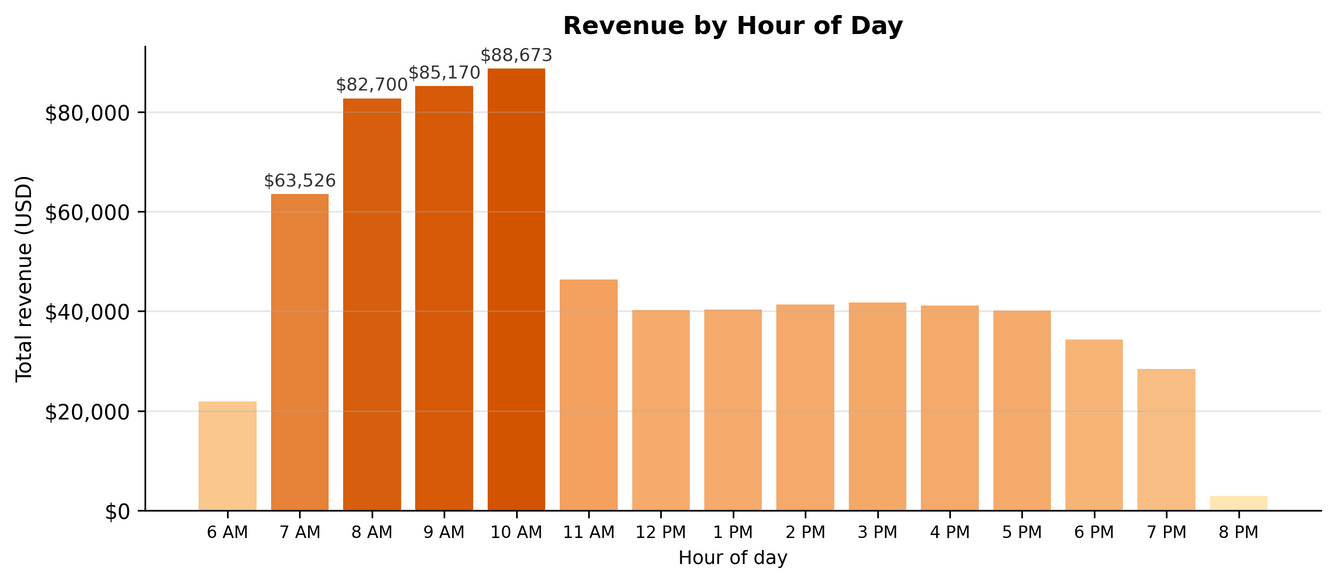 Revenue by Hour of Day
Total revenue (USD)
$80,000
$60,000
$40,000
$20,000
$0
$63,526
$82,700
$85,170
$88,673
6 AM 7 AM 8 AM 9 AM 10 AM 11 AM 12 PM 1 PM 2 PM 3 PM 4 PM 5 PM 6 PM 7 PM 8 PM
Hour of day